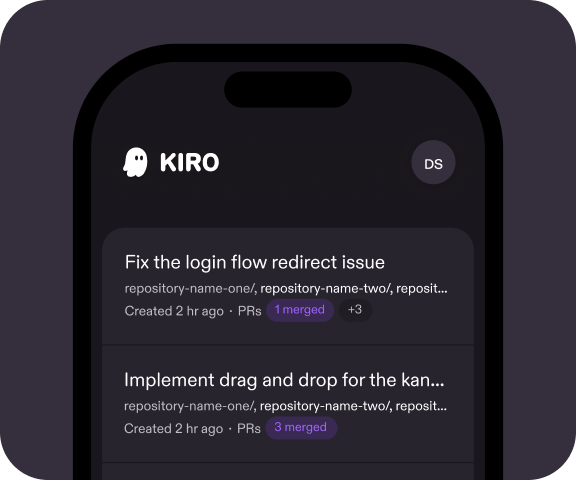 KIRO
DS
Fix the login flow redirect issue
repository-name-one/, repository-name-two/, reposit...
Created 2 hr ago · PRs 1 merged +3
Implement drag and drop for the kan...
repository-name-one/, repository-name-two/, reposit...
Created 2 hr ago · PRs 3 merged